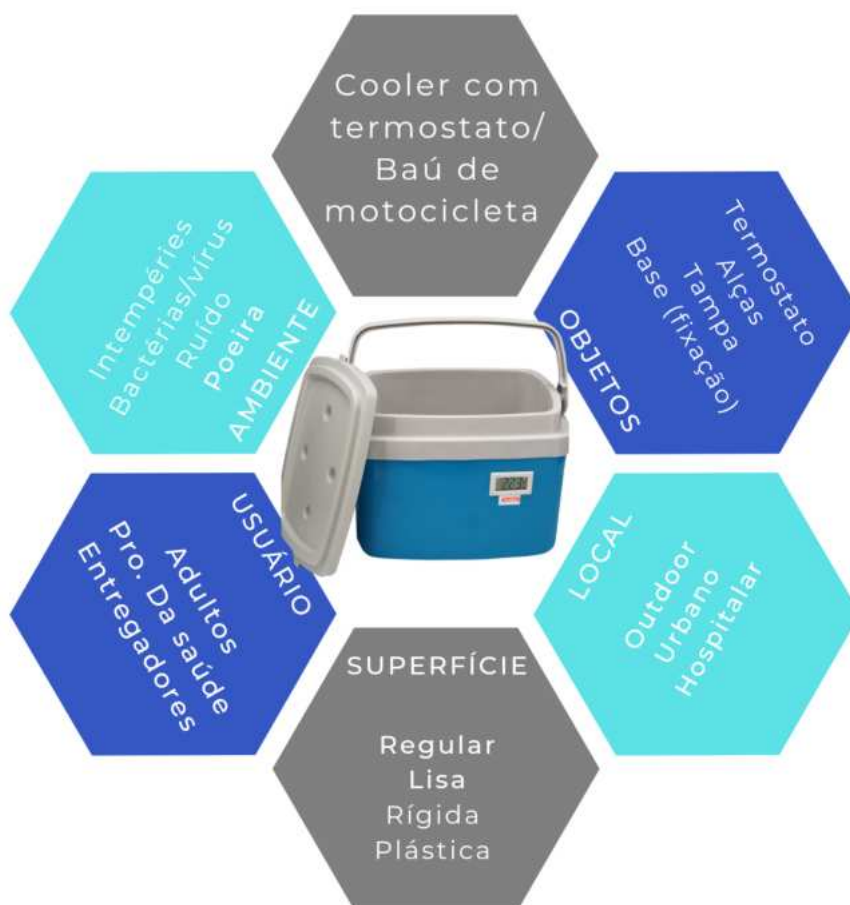 Cooler com
termostato/
Baú de
motocicleta
Intempéries
Bactérias/vírus
Ruído
Poeira
AMBIENTE
Termostato
Alças
Tampa
Base (fixação)
OBJETOS
USUÁRIO
Adultos
Pro. Da saúde
Entregadores
LOCAL
Outdoor
Urbano
Hospitalar
SUPERFÍCIE
Regular
Lisa
Rígida
Plástica